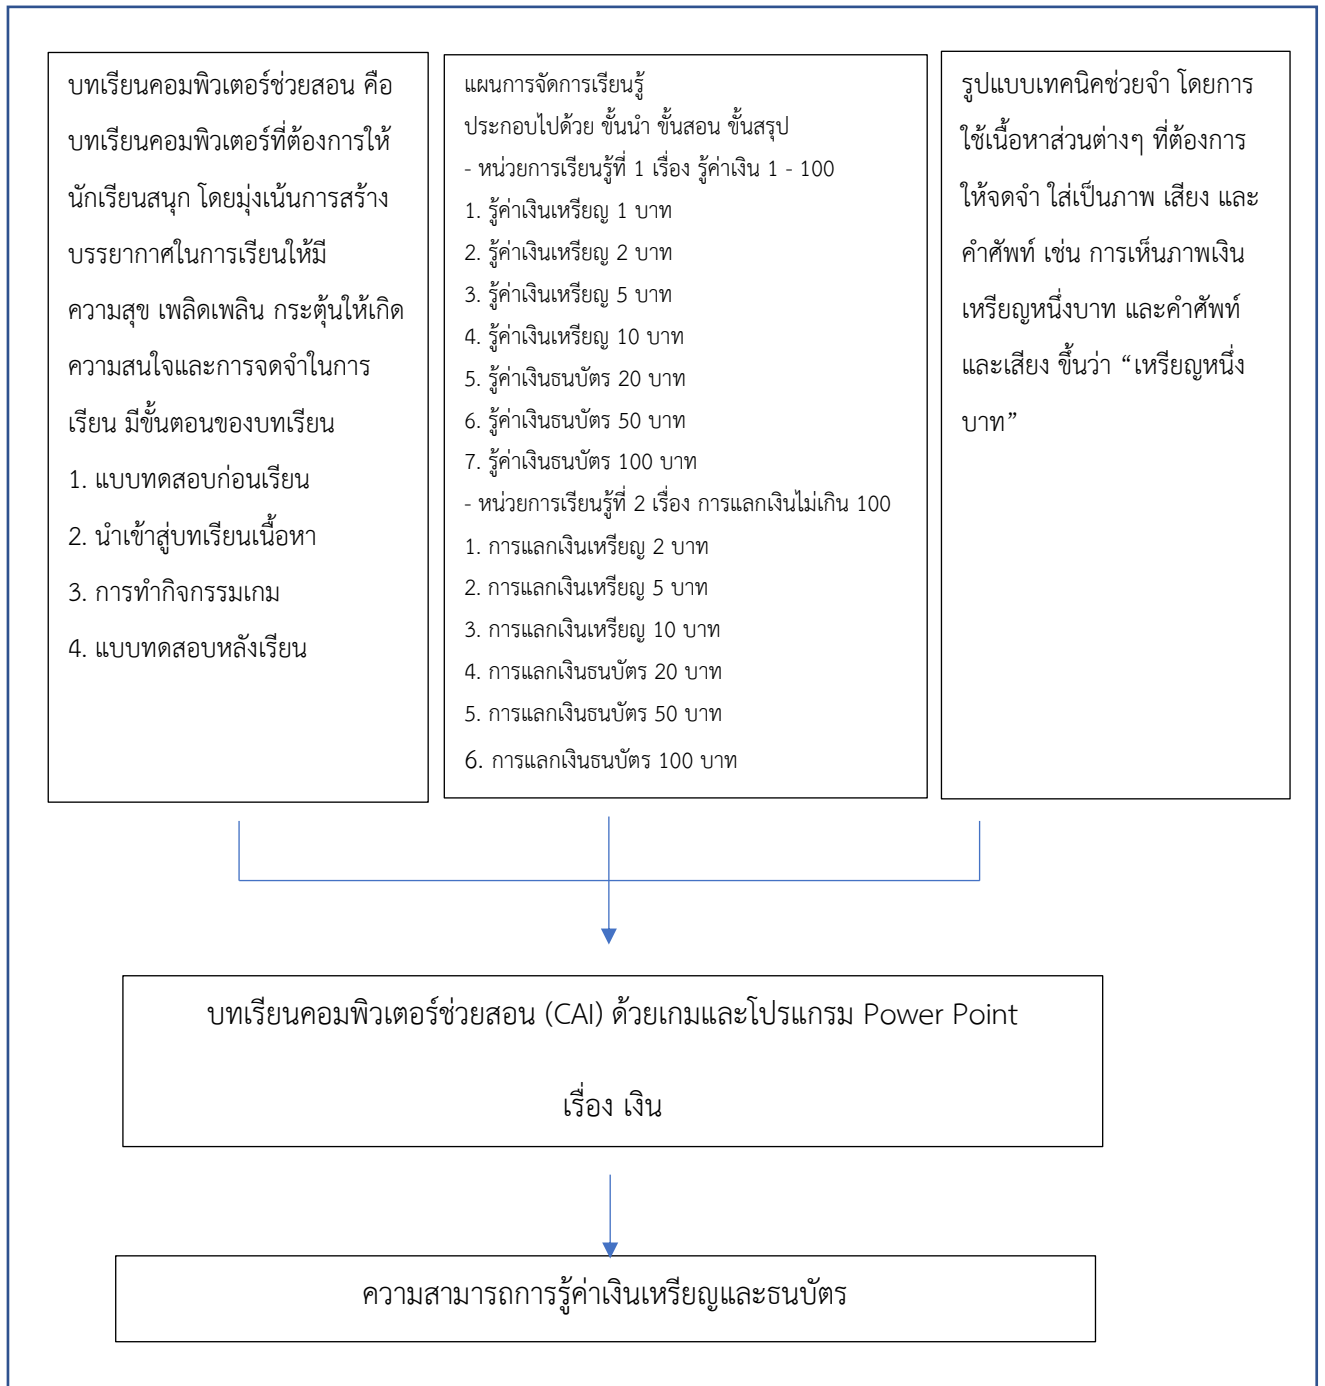 บทเรียนคอมพิวเตอร์ช่วยสอน คือ
บทเรียนคอมพิวเตอร์ที่ต้องการให้
นักเรียนสนุก โดยมุ่งเน้นการสร้าง
บรรยากาศในการเรียนให้มี
ความสุข เพลิดเพลิน กระตุ้นให้เกิด
ความสนใจและการจดจำในการ
เรียน มีขั้นตอนของบทเรียน
1. แบบทดสอบก่อนเรียน
2. นำเข้าสู่บทเรียนเนื้อหา
3. การทำกิจกรรมเกม
4. แบบทดสอบหลังเรียน
แผนการจัดการเรียนรู้
ประกอบไปด้วย ขั้นนำ ขั้นสอน ขั้นสรุป
- หน่วยการเรียนรู้ที่ 1 เรื่อง รู้ค่าเงิน 1 - 100
1. รู้ค่าเงินเหรียญ 1 บาท
2. รู้ค่าเงินเหรียญ 2 บาท
3. รู้ค่าเงินเหรียญ 5 บาท
4. รู้ค่าเงินเหรียญ 10 บาท
5. รู้ค่าเงินธนบัตร 20 บาท
6. รู้ค่าเงินธนบัตร 50 บาท
7. รู้ค่าเงินธนบัตร 100 บาท
- หน่วยการเรียนรู้ที่ 2 เรื่อง การแลกเงินไม่เกิน 100
1. การแลกเงินเหรียญ 2 บาท
2. การแลกเงินเหรียญ 5 บาท
3. การแลกเงินเหรียญ 10 บาท
4. การแลกเงินธนบัตร 20 บาท
5. การแลกเงินธนบัตร 50 บาท
6. การแลกเงินธนบัตร 100 บาท
รูปแบบเทคนิคช่วยจำ โดยการ
ใช้เนื้อหาส่วนต่างๆ ที่ต้องการ
ให้จดจำ ใส่เป็นภาพ เสียง และ
คำศัพท์ เช่น การเห็นภาพเงิน
เหรียญหนึ่งบาท และคำศัพท์
และเสียง ขึ้นว่า “เหรียญหนึ่ง
บาท”
บทเรียนคอมพิวเตอร์ช่วยสอน (CAI) ด้วยเกมและโปรแกรม Power Point
เรื่อง เงิน
ความสามารถการรู้ค่าเงินเหรียญและธนบัตร